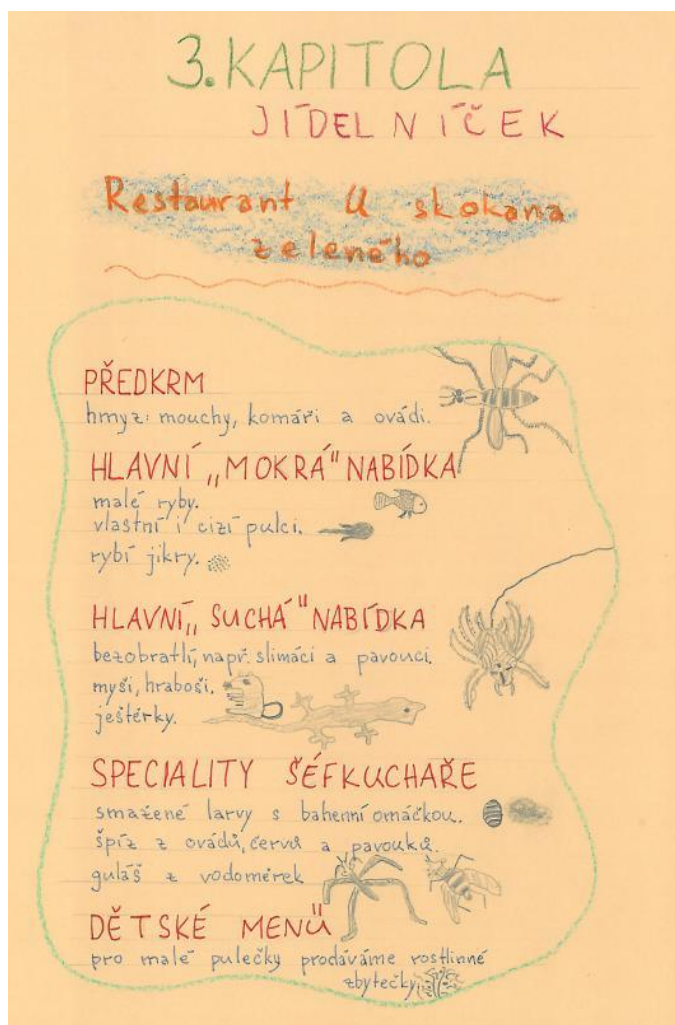 3. KAPITOLA
JÍDELNÍČEK
Restaurant U skokana
zeleného
PŘEDKRM
hmyz: mouchy, komáři a ovádi.
HLAVNÍ „MOKRÁ" NABÍDKA
malé ryby.
vlastní i cizí pulci.
rybí jikry.
HLAVNÍ „SUCHÁ" NABÍDKA
bezobratlí, např. slimáci a pavouci.
myši, hraboši.
ještěrky.
SPECIALITY ŠÉFKUCHAŘE
smažené larvy s bahenní omáčkou.
špíz z ovádů, červů a pavouků.
guláš z vodoměrek
DĚTSKÉ MENÜ
pro malé pulečky prodáváme rostlinné
zbytečky.